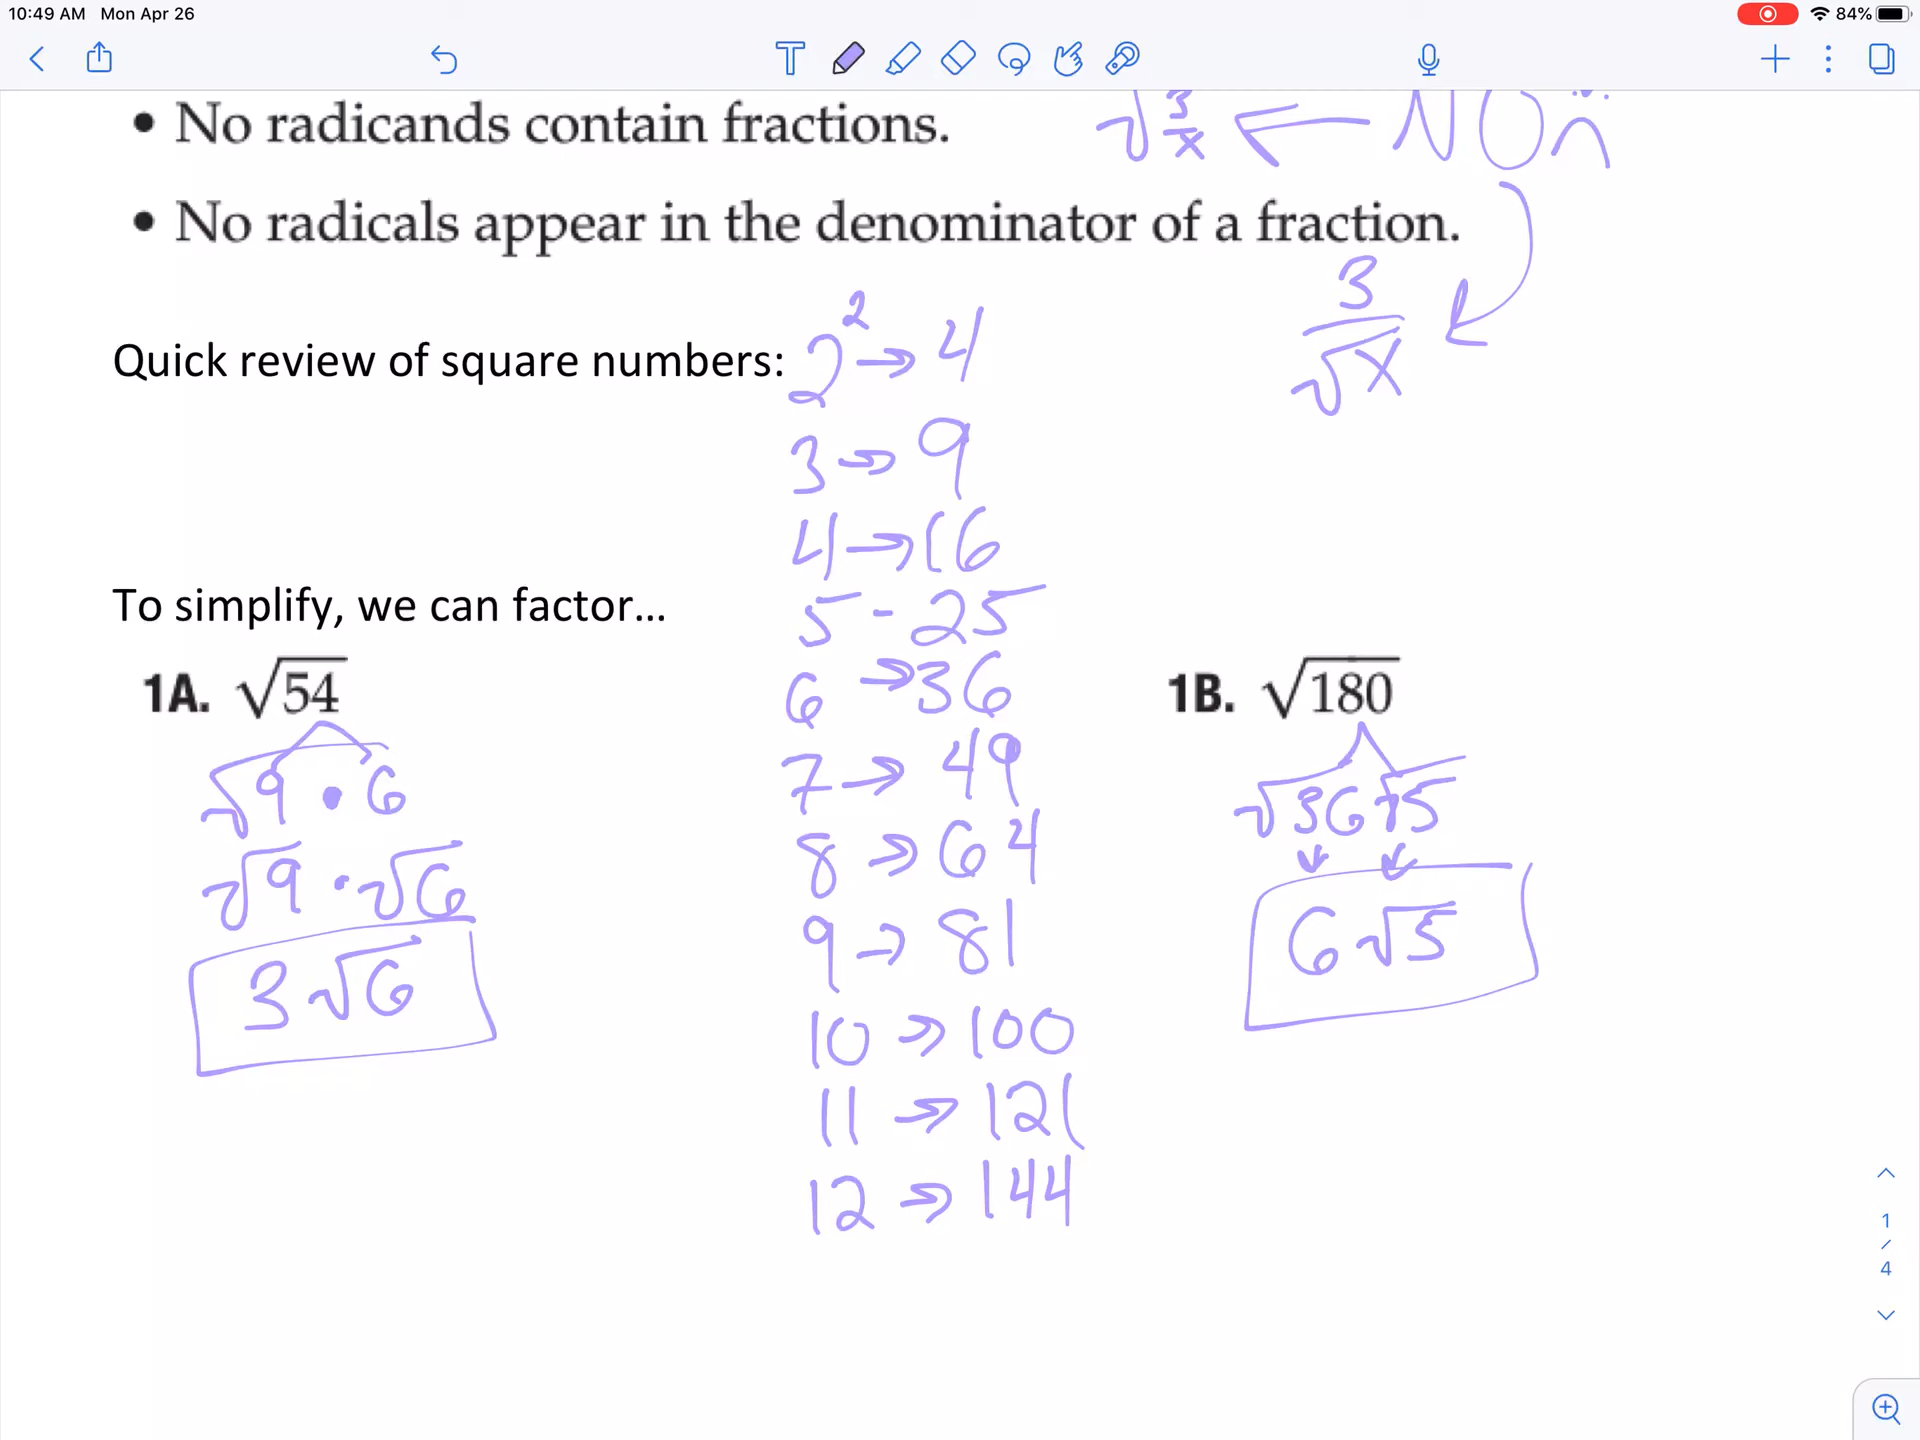 10:49 AM Mon Apr 26
84%
T
• No radicands contain fractions.
√3/x ← NO
• No radicals appear in the denominator of a fraction.
3/√x
Quick review of square numbers:
2² → 4
3 → 9
4 → 16
5 - 25
6 → 36
7 → 49
8 → 64
9 → 81
10 → 100
11 → 121
12 → 144
To simplify, we can factor...
1A. √54
√9 • 6
√9 · √6
3√6
1B. √180
√36 √5
6√5
1
/
4